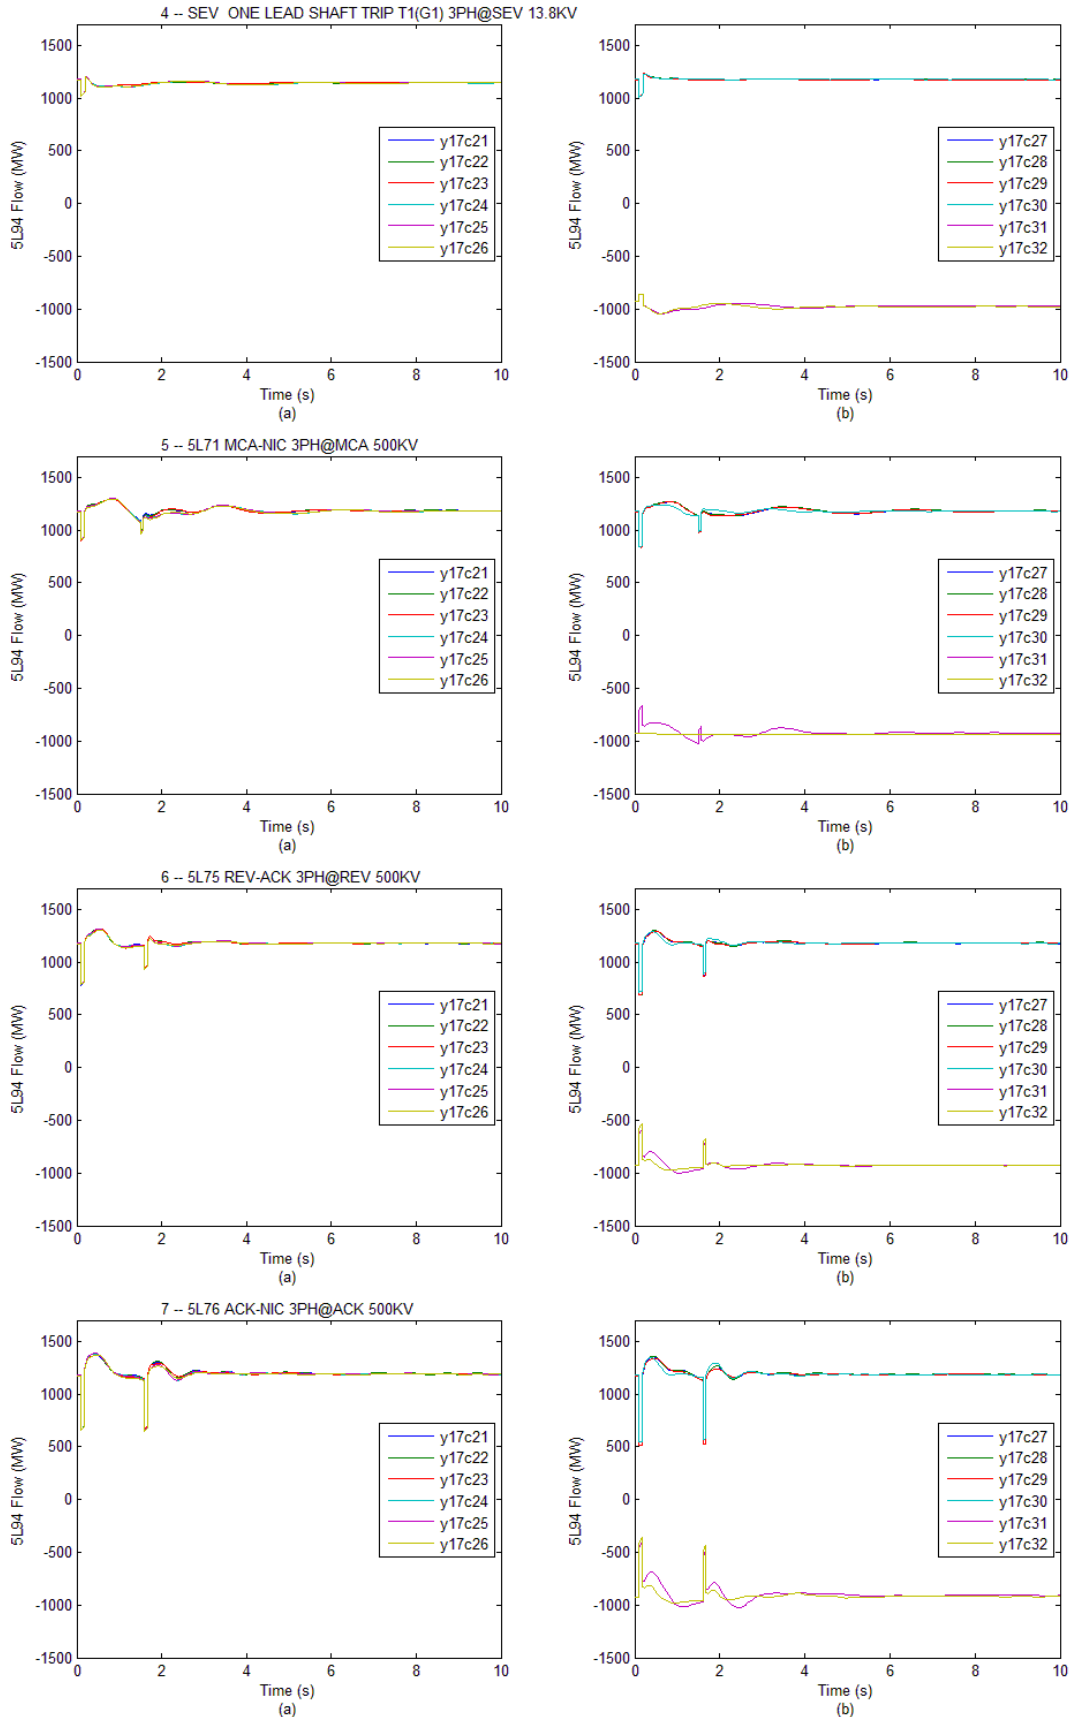 4 -- SEV  ONE LEAD SHAFT TRIP T1(G1) 3PH@SEV 13.8KV
5L94 Flow (MW)
1500
1000
500
0
-500
-1000
-1500
0 2 4 6 8 10
Time (s)
(a)
y17c21
y17c22
y17c23
y17c24
y17c25
y17c26
5L94 Flow (MW)
1500
1000
500
0
-500
-1000
-1500
0 2 4 6 8 10
Time (s)
(b)
y17c27
y17c28
y17c29
y17c30
y17c31
y17c32
5 -- 5L71 MCA-NIC 3PH@MCA 500KV
5L94 Flow (MW)
1500
1000
500
0
-500
-1000
-1500
0 2 4 6 8 10
Time (s)
(a)
y17c21
y17c22
y17c23
y17c24
y17c25
y17c26
5L94 Flow (MW)
1500
1000
500
0
-500
-1000
-1500
0 2 4 6 8 10
Time (s)
(b)
y17c27
y17c28
y17c29
y17c30
y17c31
y17c32
6 -- 5L75 REV-ACK 3PH@REV 500KV
5L94 Flow (MW)
1500
1000
500
0
-500
-1000
-1500
0 2 4 6 8 10
Time (s)
(a)
y17c21
y17c22
y17c23
y17c24
y17c25
y17c26
5L94 Flow (MW)
1500
1000
500
0
-500
-1000
-1500
0 2 4 6 8 10
Time (s)
(b)
y17c27
y17c28
y17c29
y17c30
y17c31
y17c32
7 -- 5L76 ACK-NIC 3PH@ACK 500KV
5L94 Flow (MW)
1500
1000
500
0
-500
-1000
-1500
0 2 4 6 8 10
Time (s)
(a)
y17c21
y17c22
y17c23
y17c24
y17c25
y17c26
5L94 Flow (MW)
1500
1000
500
0
-500
-1000
-1500
0 2 4 6 8 10
Time (s)
(b)
y17c27
y17c28
y17c29
y17c30
y17c31
y17c32